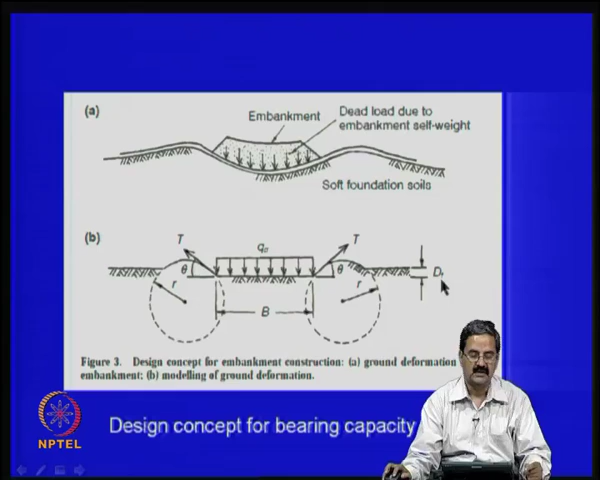 (a)
Embankment
Dead load due to
embankment self-weight
Soft foundation soils
(b)
T
qa
T
θ
θ
r
r
B
Figure 3. Design concept for embankment construction: (a) ground deformation
embankment; (b) modelling of ground deformation.
NPTEL
Design concept for bearing capacity